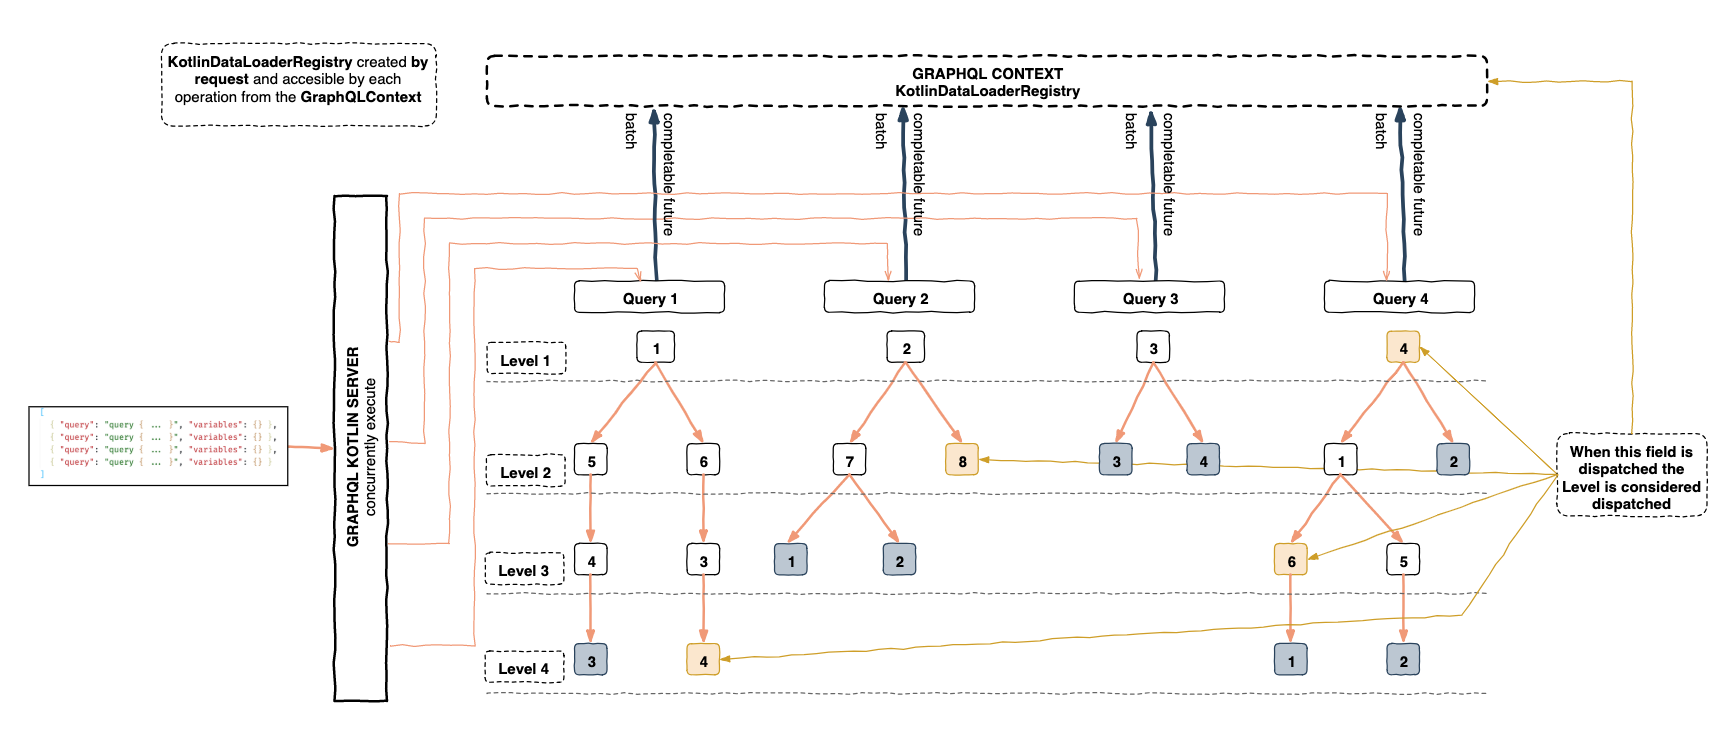 KotlinDataLoaderRegistry created by
request and accesible by each
operation from the GraphQLContext
GRAPHQL CONTEXT
KotlinDataLoaderRegistry
batch
completable future
batch
completable future
batch
completable future
batch
completable future
GRAPHQL KOTLIN SERVER
concurrently execute
[
{ "query": "query { ... }", "variables": {} },
{ "query": "query { ... }", "variables": {} },
{ "query": "query { ... }", "variables": {} },
{ "query": "query { ... }", "variables": {} }
]
Query 1
Query 2
Query 3
Query 4
Level 1
1
2
3
4
Level 2
5
6
7
8
3
4
1
2
Level 3
4
3
1
2
6
5
Level 4
3
4
1
2
When this field is
dispatched the
Level is considered
dispatched